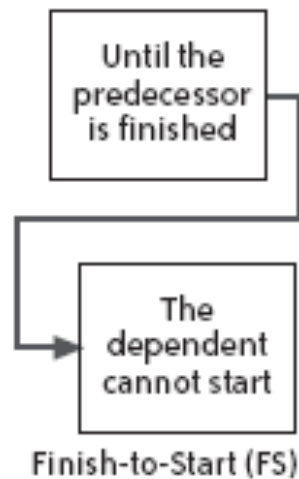 Until the
predecessor
is finished
The
dependent
cannot start
Finish-to-Start (FS)